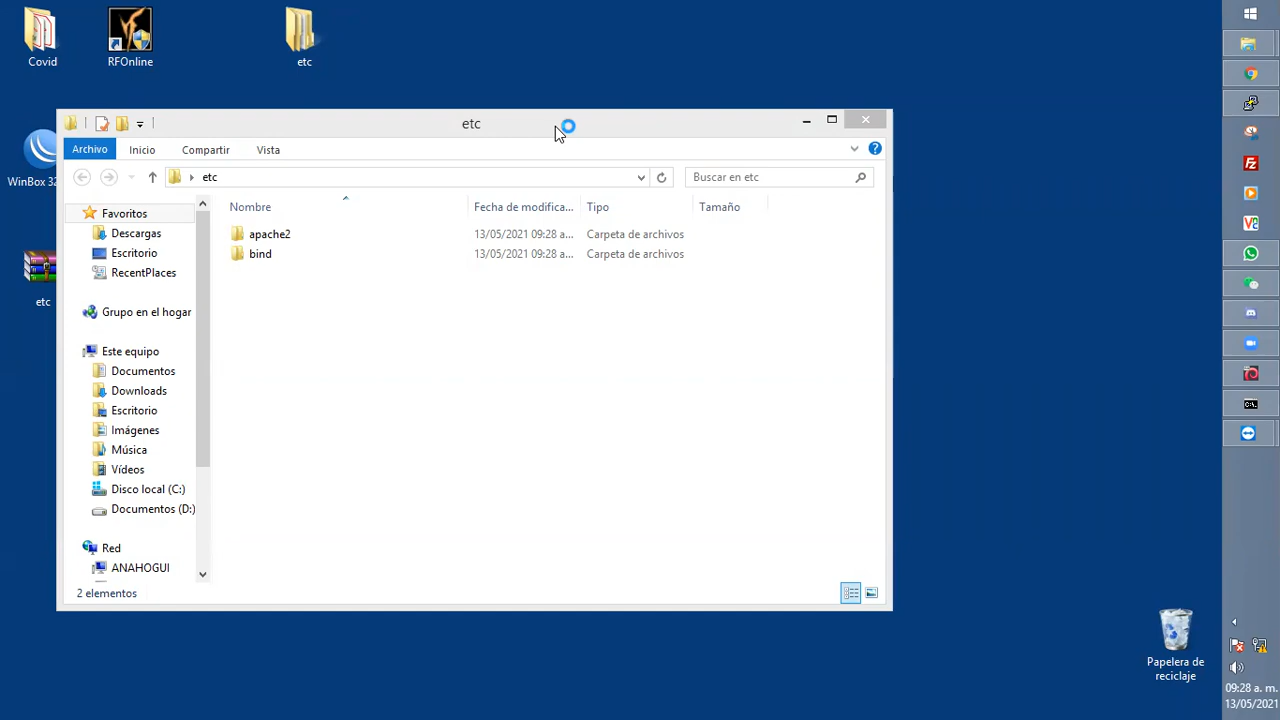 Covid
RFOnline
etc
WinBox 32
etc
etc
Archivo
Inicio
Compartir
Vista
etc
Buscar en etc
Nombre
Fecha de modifica...
Tipo
Tamaño
apache2
13/05/2021 09:28 a...
Carpeta de archivos
bind
13/05/2021 09:28 a...
Carpeta de archivos
Favoritos
Descargas
Escritorio
RecentPlaces
Grupo en el hogar
Este equipo
Documentos
Downloads
Escritorio
Imágenes
Música
Vídeos
Disco local (C:)
Documentos (D:)
Red
ANAHOGUI
2 elementos
Papelera de
reciclaje
09:28 a. m.
13/05/2021